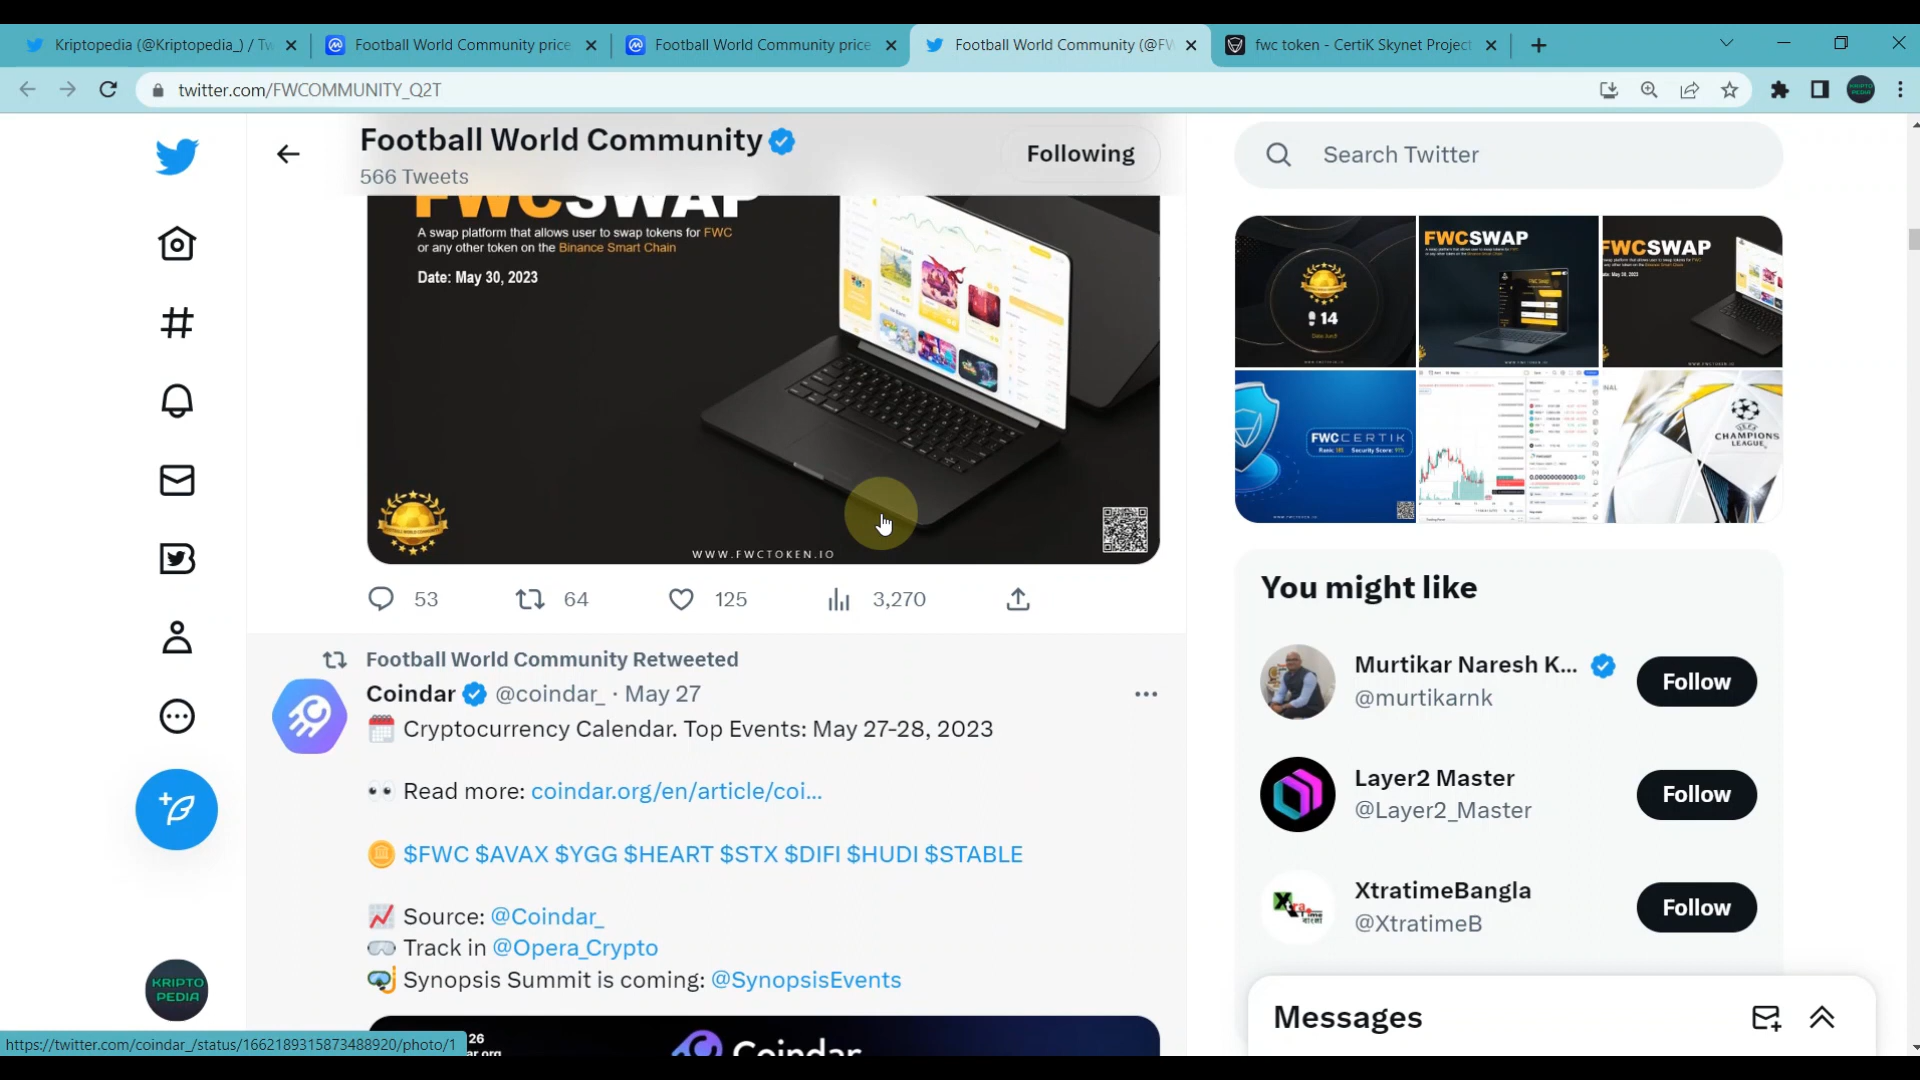 Kriptopedia (@Kriptopedia_) / Tw
Football World Community price
Football World Community price
Football World Community (@FW
fwc token - CertiK Skynet Project
twitter.com/FWCOMMUNITY_Q2T
Football World Community
566 Tweets
Following
Search Twitter
FWCSWAP
A swap platform that allows user to swap tokens for FWC
or any other token on the Binance Smart Chain
Date: May 30, 2023
WWW.FWCTOKEN.IO
53
64
125
3,270
Football World Community Retweeted
Coindar @coindar_ · May 27
Cryptocurrency Calendar. Top Events: May 27-28, 2023
Read more: coindar.org/en/article/coi...
$FWC $AVAX $YGG $HEART $STX $DIFI $HUDI $STABLE
Source: @Coindar_
Track in @Opera_Crypto
Synopsis Summit is coming: @SynopsisEvents
26
Coindar
14
FWCSWAP
FWCSWAP
FWCCERTIK
CHAMPIONS
LEAGUE
You might like
Murtikar Naresh K...
@murtikarnk
Follow
Layer2 Master
@Layer2_Master
Follow
XtratimeBangla
@XtratimeB
Follow
Messages
KRIPTO
PEDIA
https://twitter.com/coindar_/status/1662189315873488920/photo/1